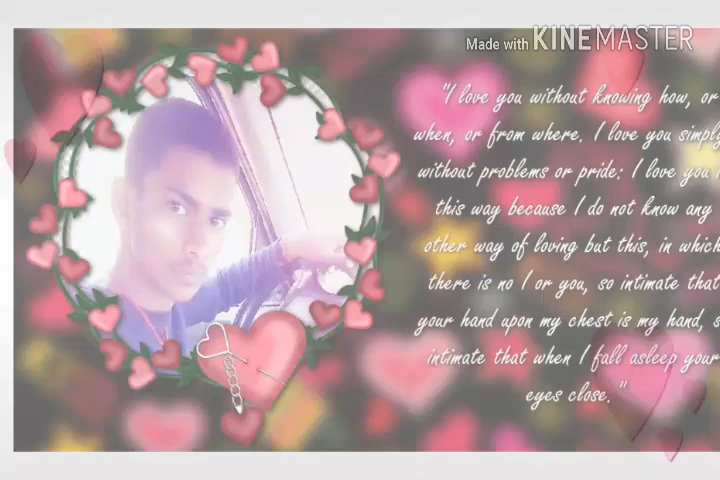 Made with KINEMASTER
"I love you without knowing how, or
when, or from where. I love you simply
without problems or pride: I love you
this way because I do not know any
other way of loving but this, in which
there is no I or you, so intimate that
your hand upon my chest is my hand, s
intimate that when I fall asleep your
eyes close."